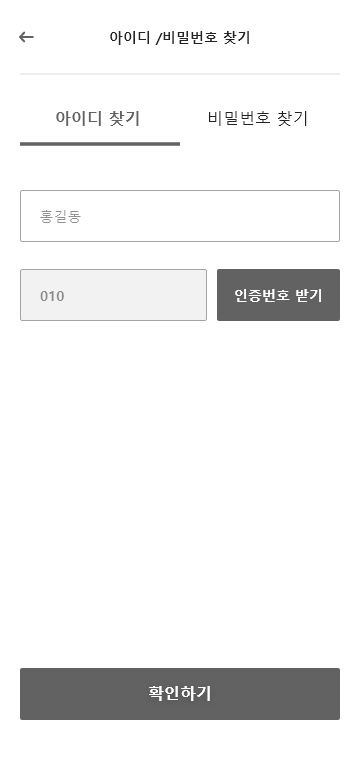 아이디 /비밀번호 찾기
아이디 찾기 비밀번호 찾기
홍길동
010 인증번호 받기
확인하기